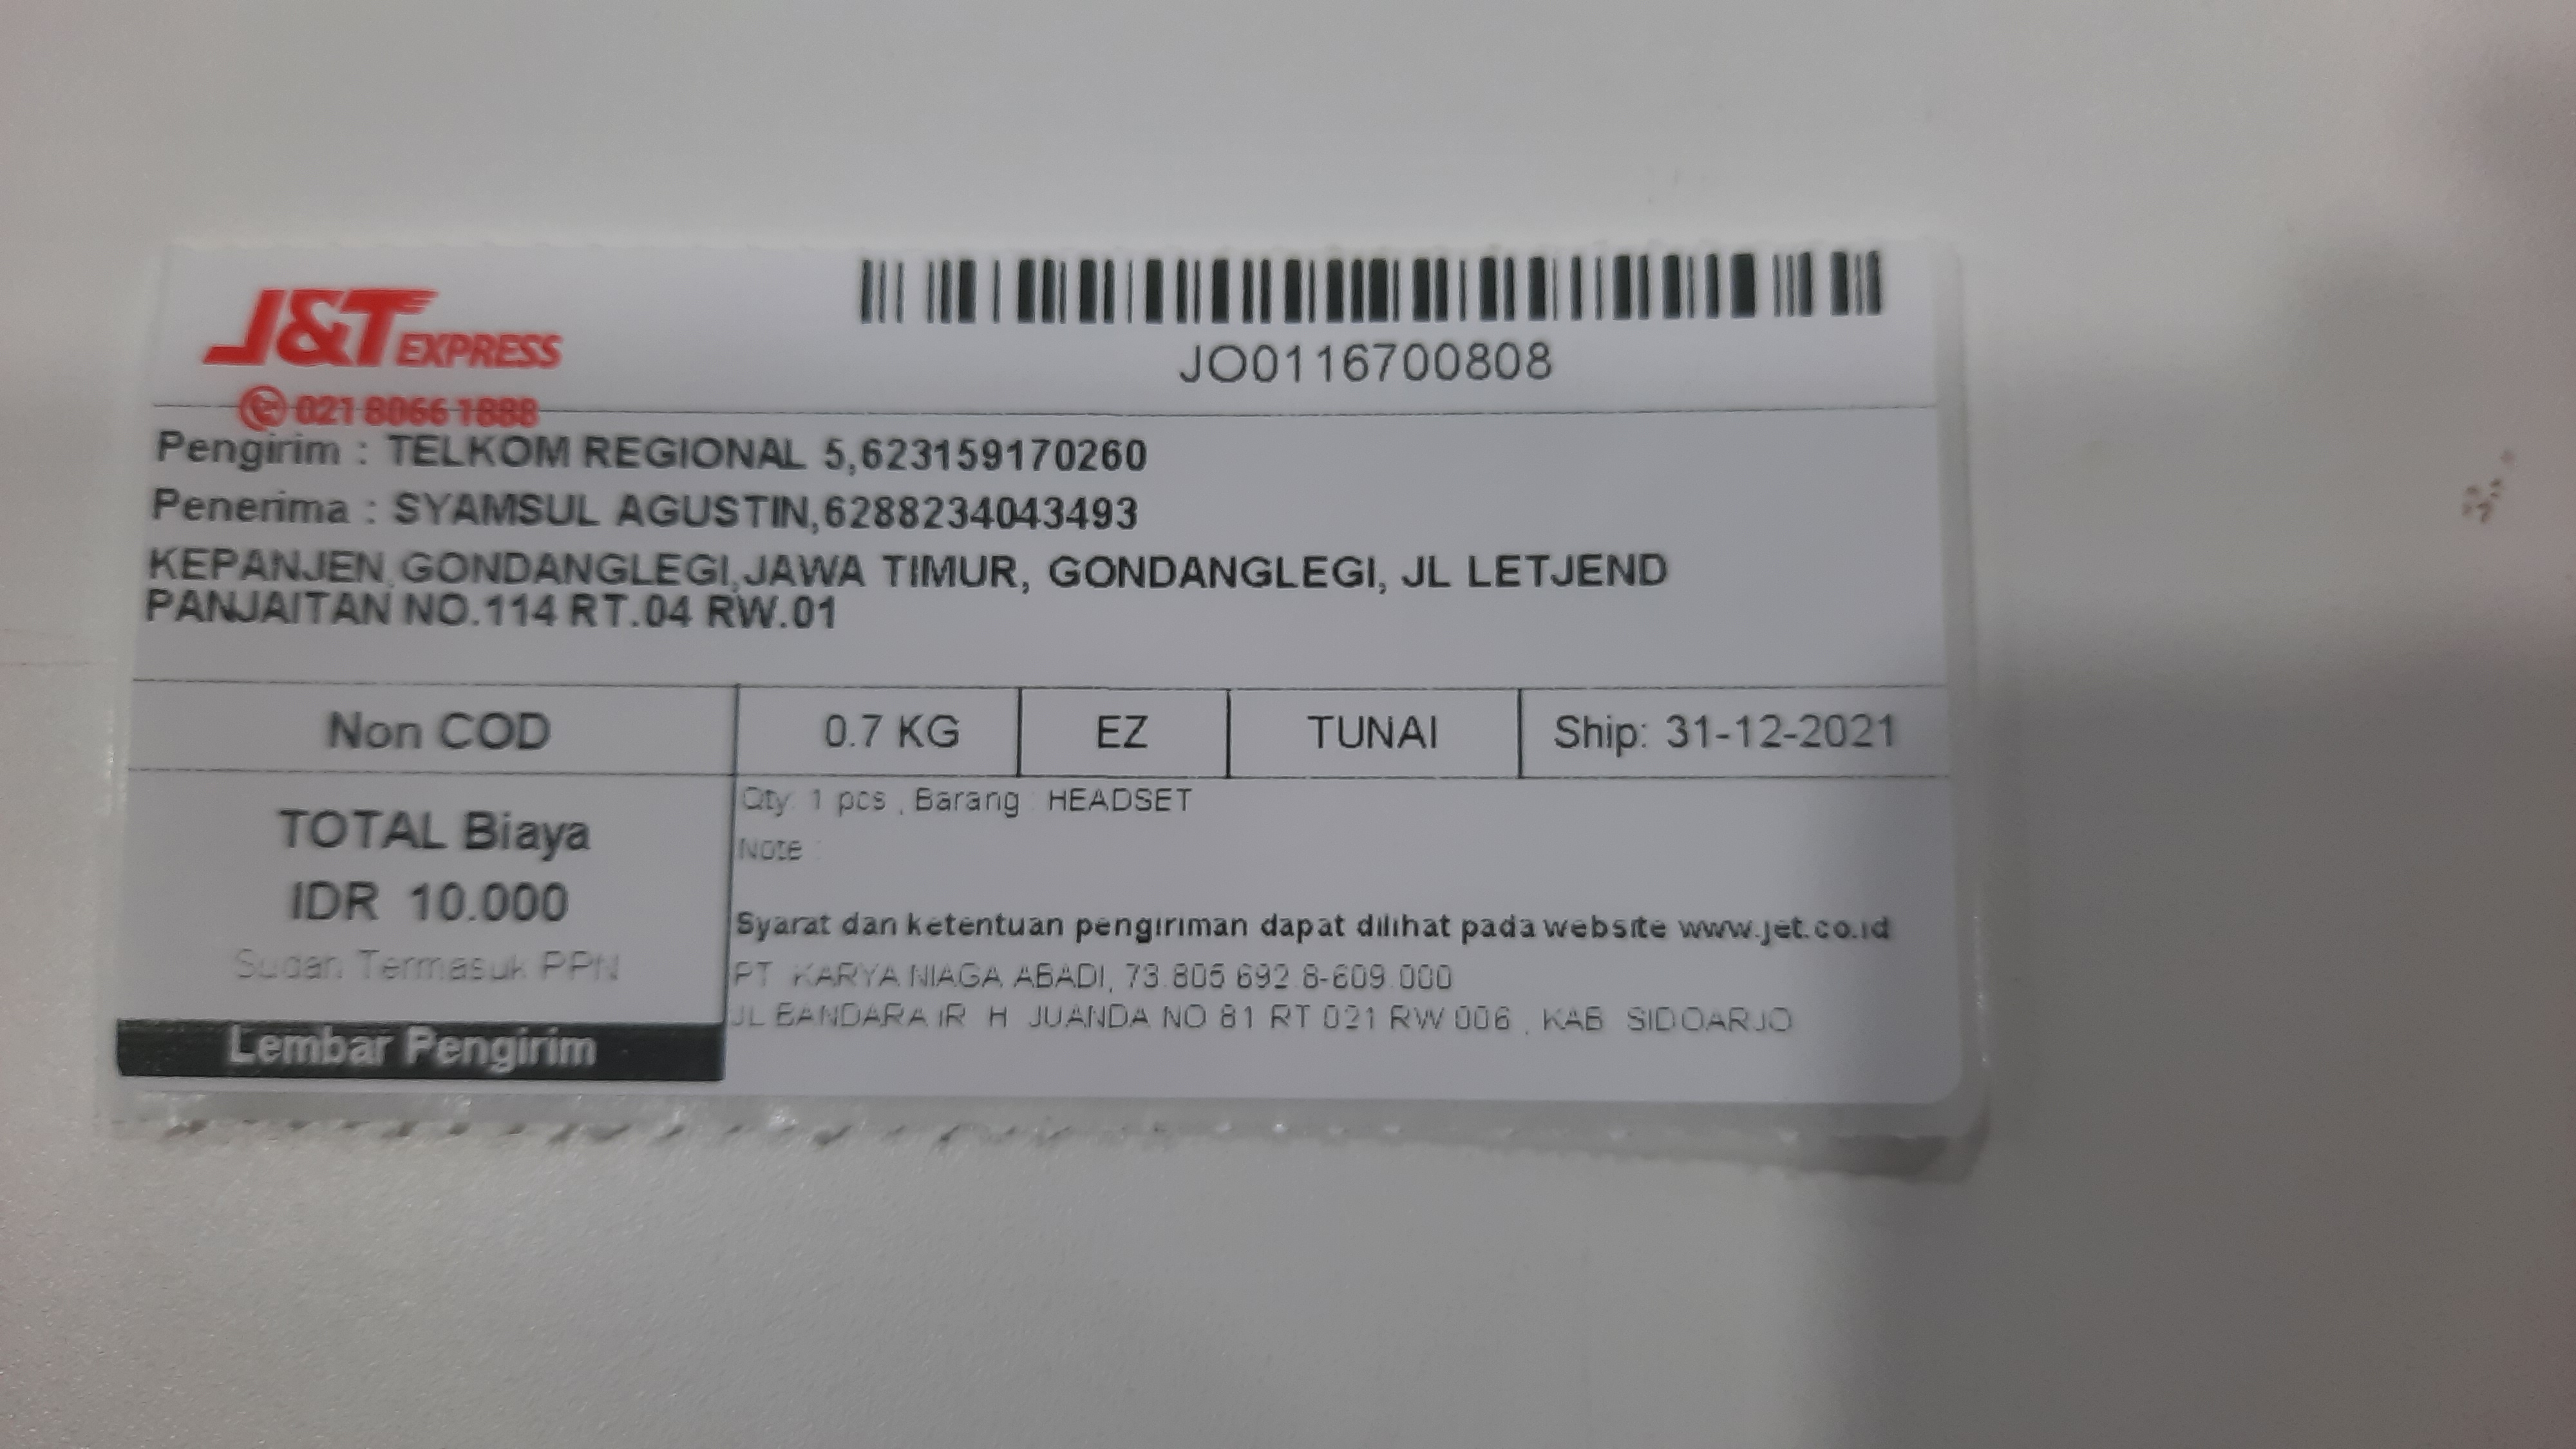 J&T EXPRESS
021 8066 1888
JO0116700808
Pengirim : TELKOM REGIONAL 5,623159170260
Penerima : SYAMSUL AGUSTIN,6288234043493
KEPANJEN,GONDANGLEGI,JAWA TIMUR, GONDANGLEGI, JL LETJEND
PANJAITAN NO.114 RT.04 RW.01
Non COD 0.7 KG EZ TUNAI Ship: 31-12-2021
TOTAL Biaya
IDR 10.000
Sudah Termasuk PPN
Lembar Pengirim
Qty 1 pcs , Barang : HEADSET
Note :
Syarat dan ketentuan pengiriman dapat dilihat pada website www.jet.co.id
PT KARYA NIAGA ABADI, 73.805.692.8-609.000
JL BANDARA IR H JUANDA NO 81 RT 021 RW 006 , KAB SIDOARJO